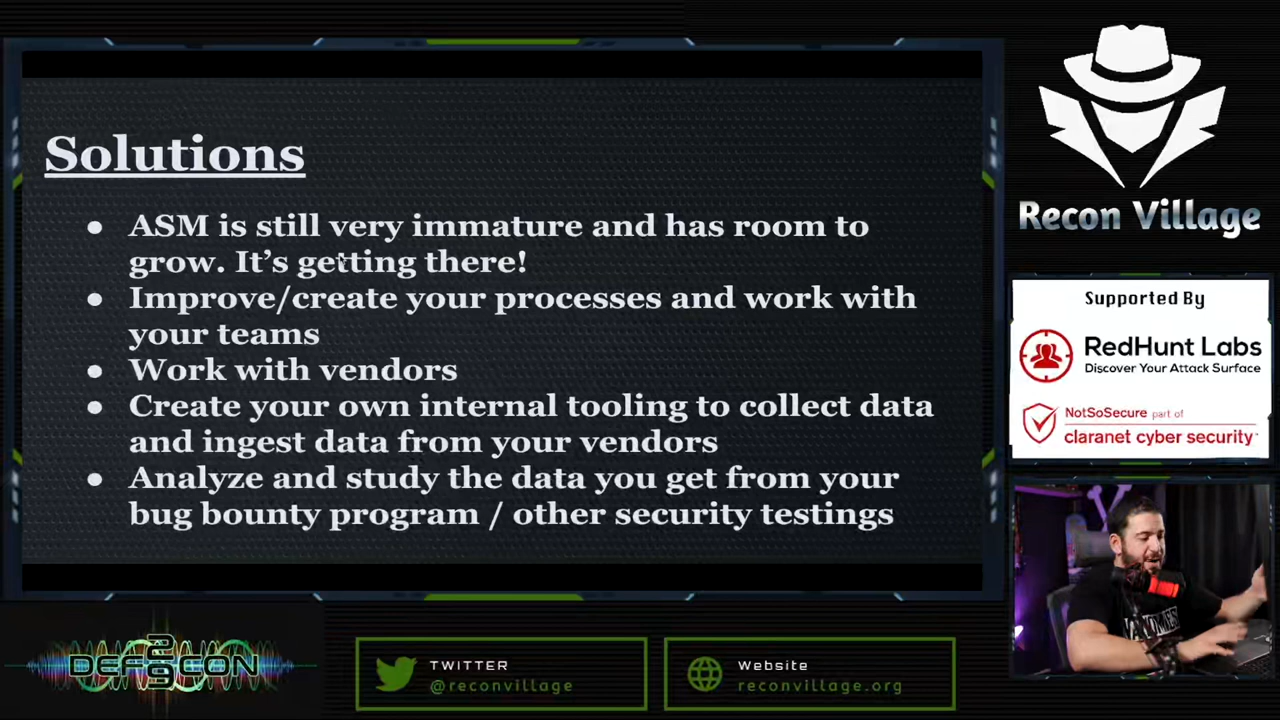 Solutions
● ASM is still very immature and has room to
grow. It's getting there!
● Improve/create your processes and work with
your teams
● Work with vendors
● Create your own internal tooling to collect data
and ingest data from your vendors
● Analyze and study the data you get from your
bug bounty program / other security testings
Recon Village
Supported By
RedHunt Labs
Discover Your Attack Surface
NotSoSecure part of
claranet cyber security
DEFCON
29
TWITTER
@reconvillage
Website
reconvillage.org